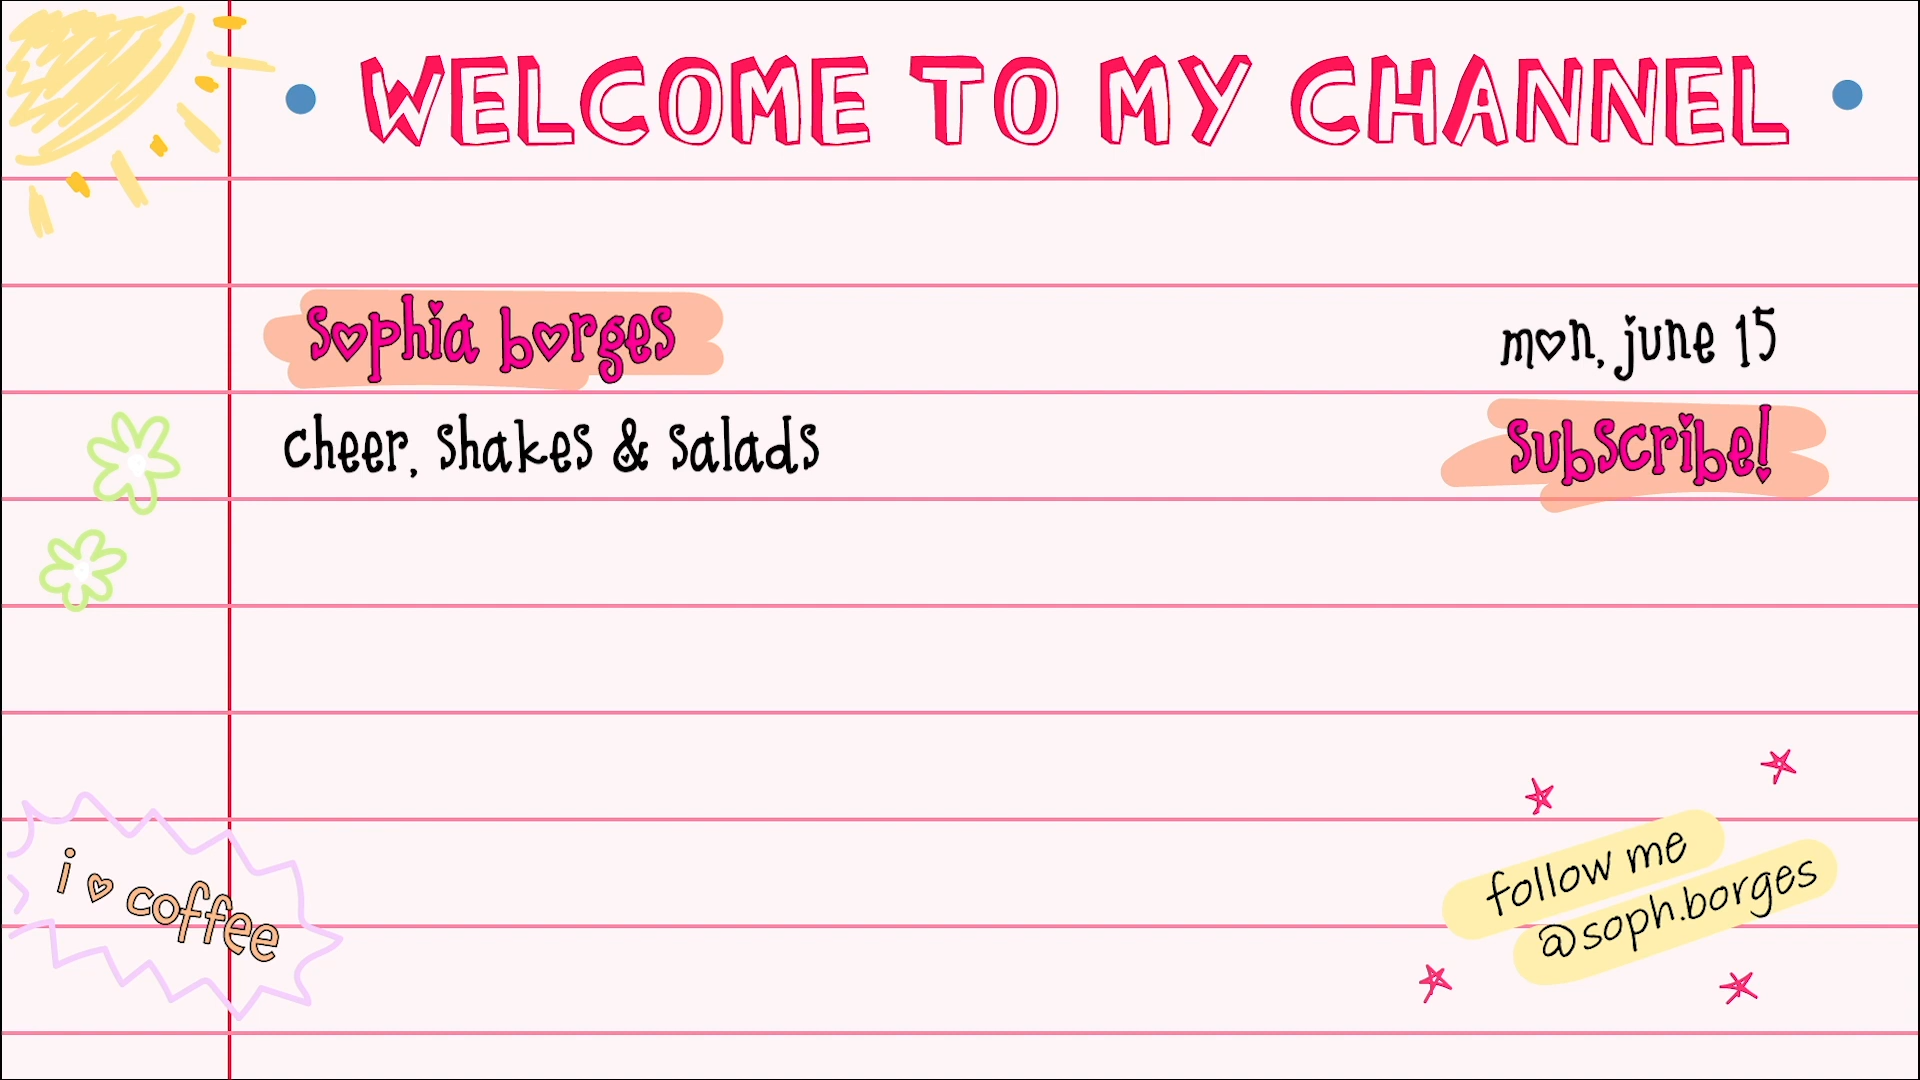 WELCOME TO MY CHANNEL
sophia borges
mon, june 15
cheer, shakes & salads
subscribe!
i ♡ coffee
follow me
@soph.borges